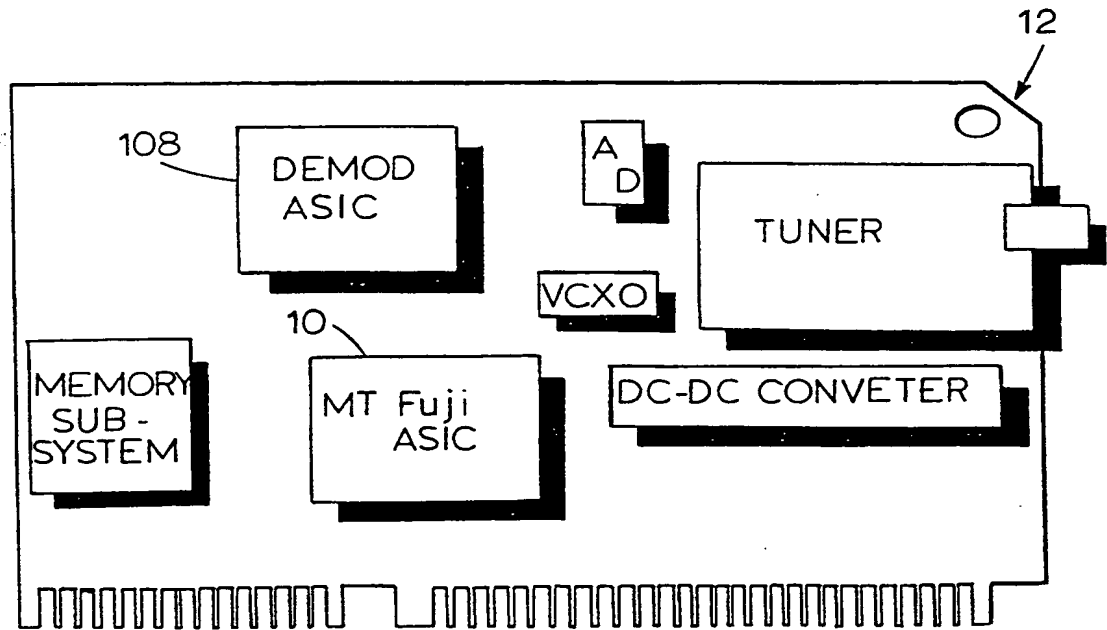 12
108
DEMOD
ASIC
A
D
TUNER
VCXO
10
MEMORY
SUB-
SYSTEM
MT Fuji
ASIC
DC-DC CONVETER